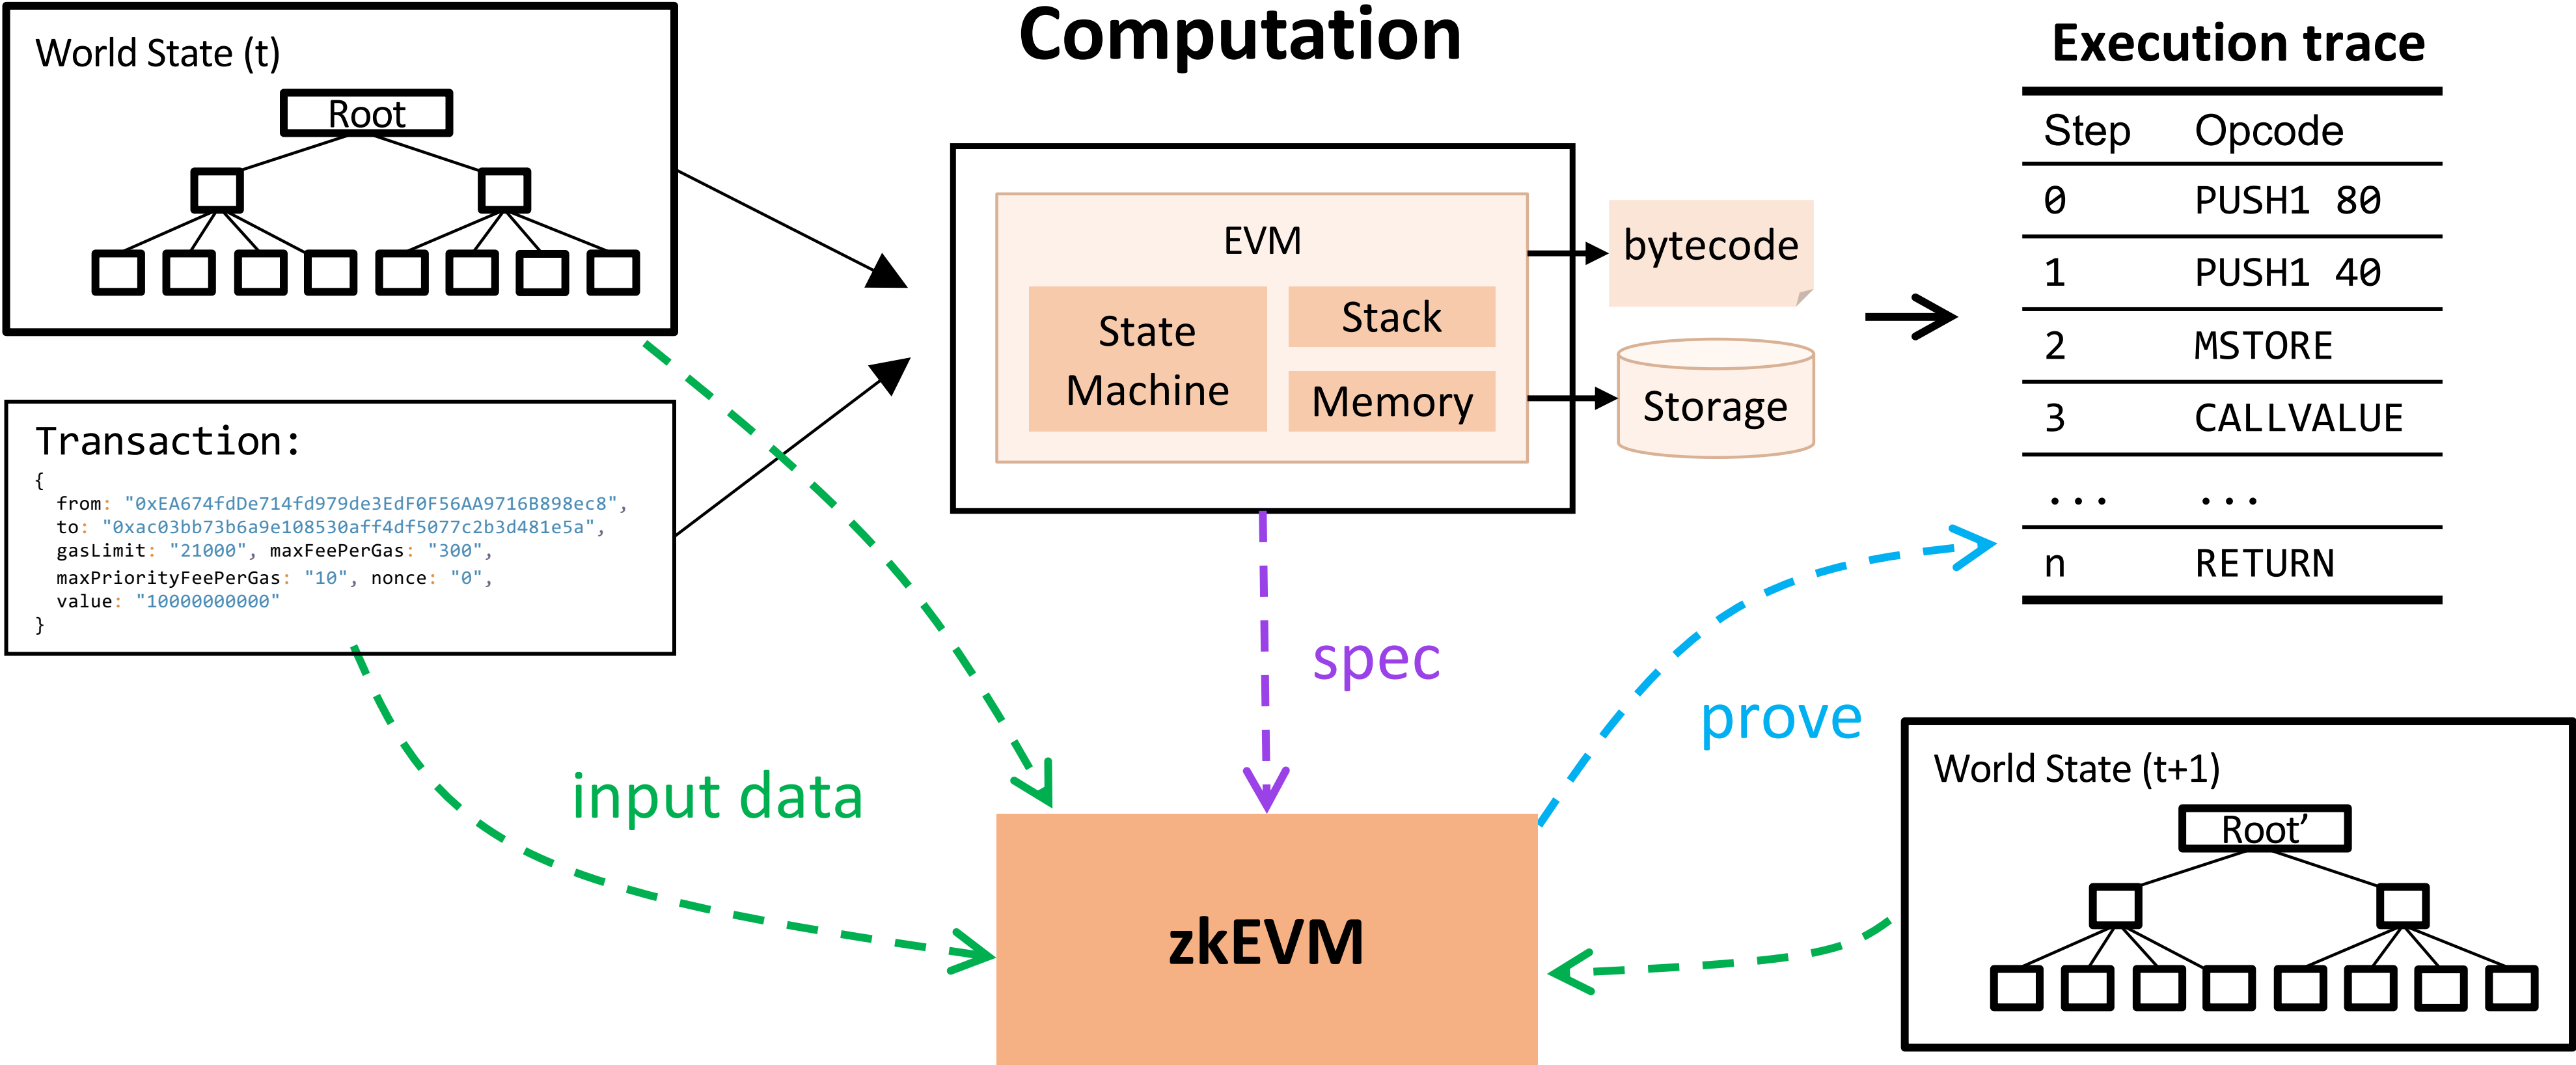 World State (t)
Root
Transaction:
{
from: "0xEA674fdDe714fd979de3EdF0F56AA9716B898ec8",
to: "0xac03bb73b6a9e108530aff4df5077c2b3d481e5a",
gasLimit: "21000", maxFeePerGas: "300",
maxPriorityFeePerGas: "10", nonce: "0",
value: "10000000000"
}
Computation
EVM
State
Machine
Stack
Memory
bytecode
Storage
Execution trace
Step Opcode
0 PUSH1 80
1 PUSH1 40
2 MSTORE
3 CALLVALUE
... ...
n RETURN
input data
spec
prove
zkEVM
World State (t+1)
Root’